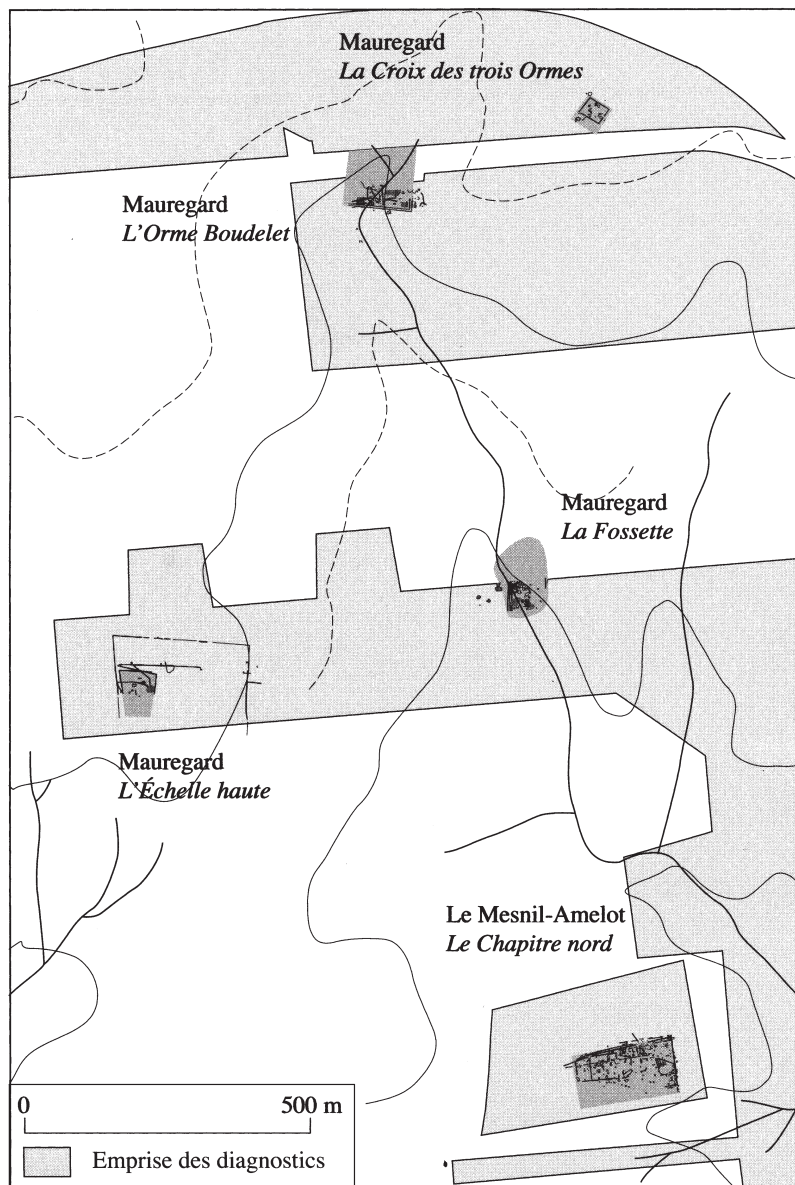 Mauregard
La Croix des trois Ormes
Mauregard
L'Orme Boudelet
Mauregard
La Fossette
Mauregard
L'Échelle haute
Le Mesnil-Amelot
Le Chapitre nord
0 500 m
Emprise des diagnostics